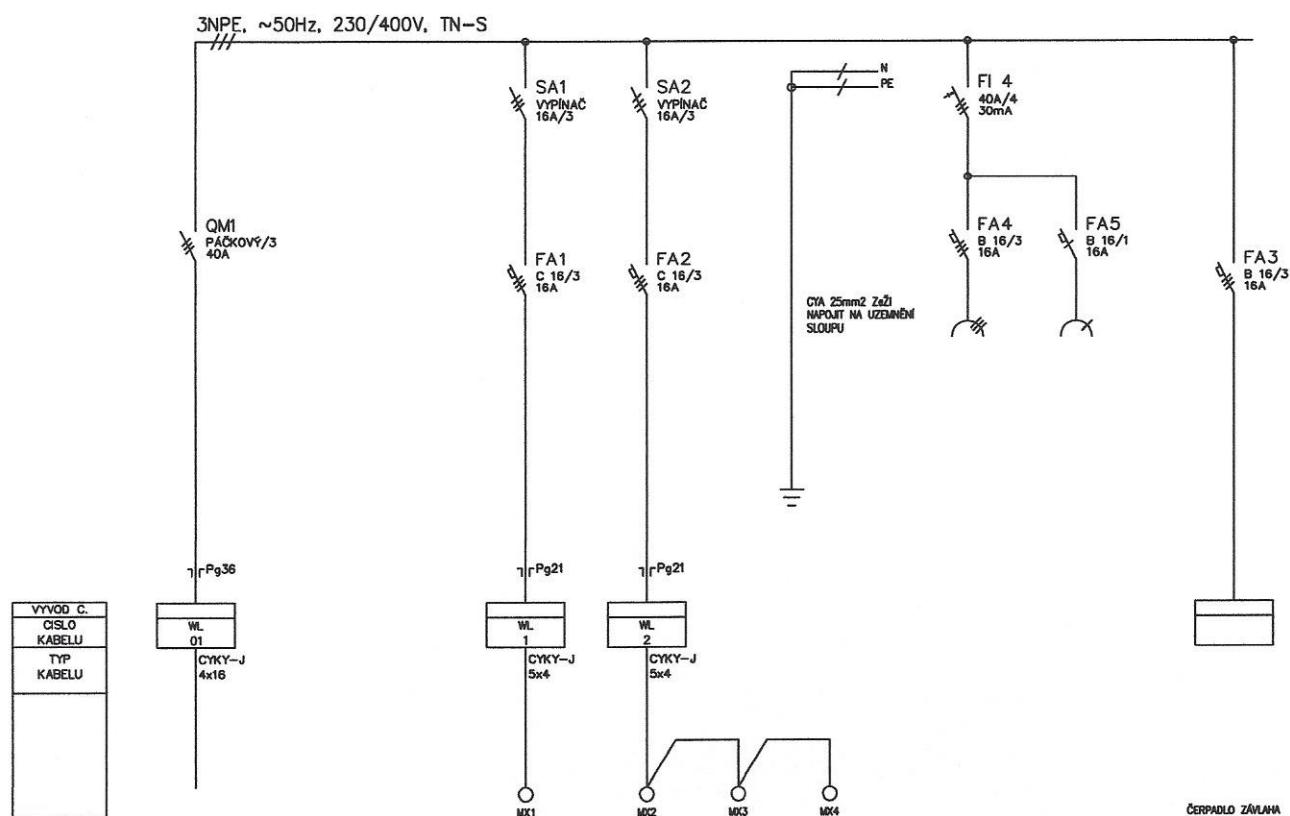 3NPE, ~50Hz, 230/400V, TN-S
QM1
PÁČKOVÝ/3
40A
SA1
VYPÍNAČ
16A/3
FA1
C 16/3
16A
SA2
VYPÍNAČ
16A/3
FA2
C 16/3
16A
N
PE
CYA 25mm2 ZeŽl
NAPOJIT NA UZEMNĚNÍ
SLOUPU
FI 4
40A/4
30mA
FA4
B 16/3
16A
FA5
B 16/1
16A
FA3
B 16/3
16A
Pg36
Pg21
Pg21
VYVOD C.
CISLO
KABELU
TYP
KABELU
WL
01
CYKY-J
4x16
WL
1
CYKY-J
5x4
WL
2
CYKY-J
5x4
MX1
MX2
MX3
MX4
ČERPADLO ZÁVLAHA